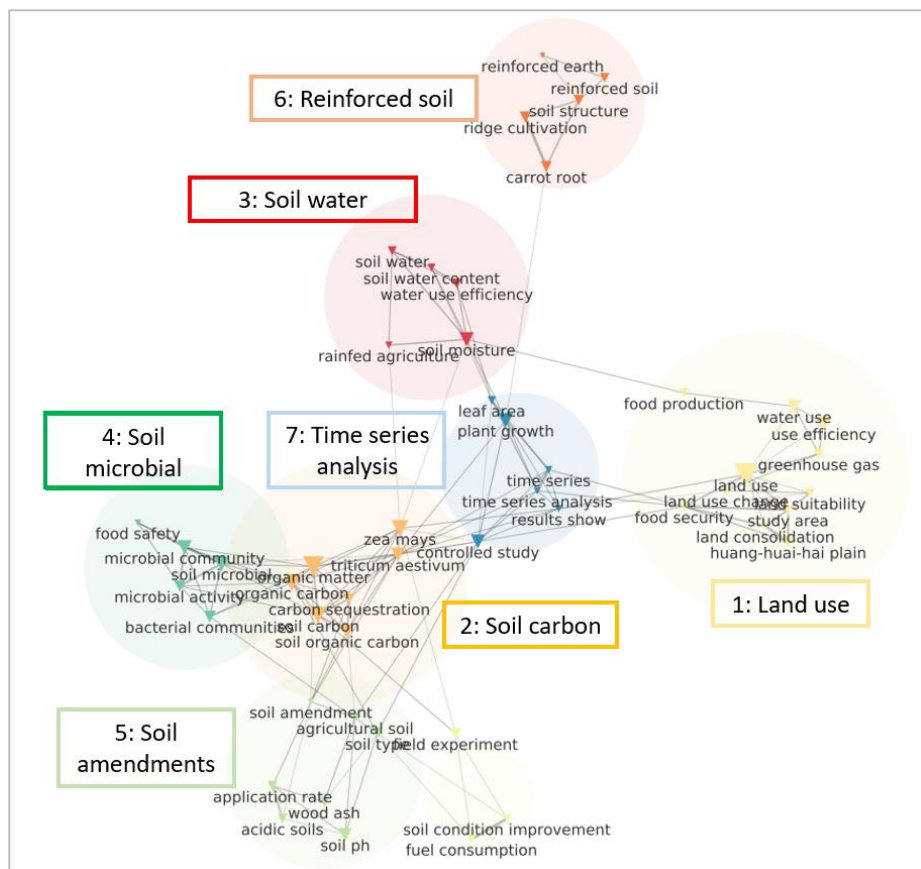 reinforced earth
6: Reinforced soil
reinforced soil
soil structure
ridge cultivation
carrot root
3: Soil water
soil water
soil water content
water use efficiency
rainfed agriculture
soil moisture
4: Soil
microbial
7: Time series
analysis
leaf area
plant growth
time series
time series analysis
results show
controlled study
food production
water use
use efficiency
greenhouse gas
land use
land use change
land suitability
food security
study area
land consolidation
huang-huai-hai plain
1: Land use
food safety
microbial community
soil microbial
microbial activity
bacterial communities
zea mays
triticum aestivum
organic matter
organic carbon
carbon sequestration
soil carbon
soil organic carbon
2: Soil carbon
5: Soil
amendments
soil amendment
agricultural soil
soil type
field experiment
application rate
wood ash
acidic soils
soil ph
soil condition improvement
fuel consumption